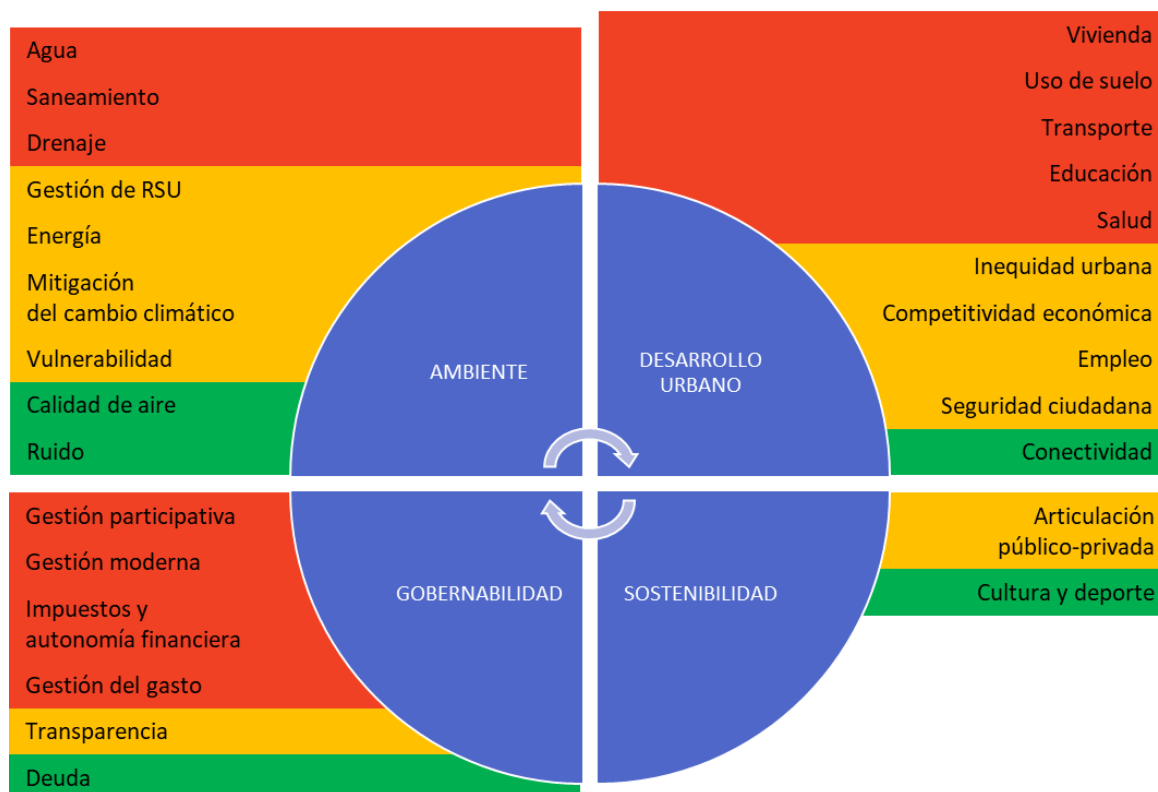 Agua
Saneamiento
Drenaje
Gestión de RSU
Energía
Mitigación
del cambio climático
Vulnerabilidad
Calidad de aire
Ruido
AMBIENTE
Vivienda
Uso de suelo
Transporte
Educación
Salud
Inequidad urbana
Competitividad económica
Empleo
Seguridad ciudadana
Conectividad
DESARROLLO
URBANO
Gestión participativa
Gestión moderna
Impuestos y
autonomía financiera
Gestión del gasto
Transparencia
Deuda
GOBERNABILIDAD
SOSTENIBILIDAD
Articulación
público-privada
Cultura y deporte